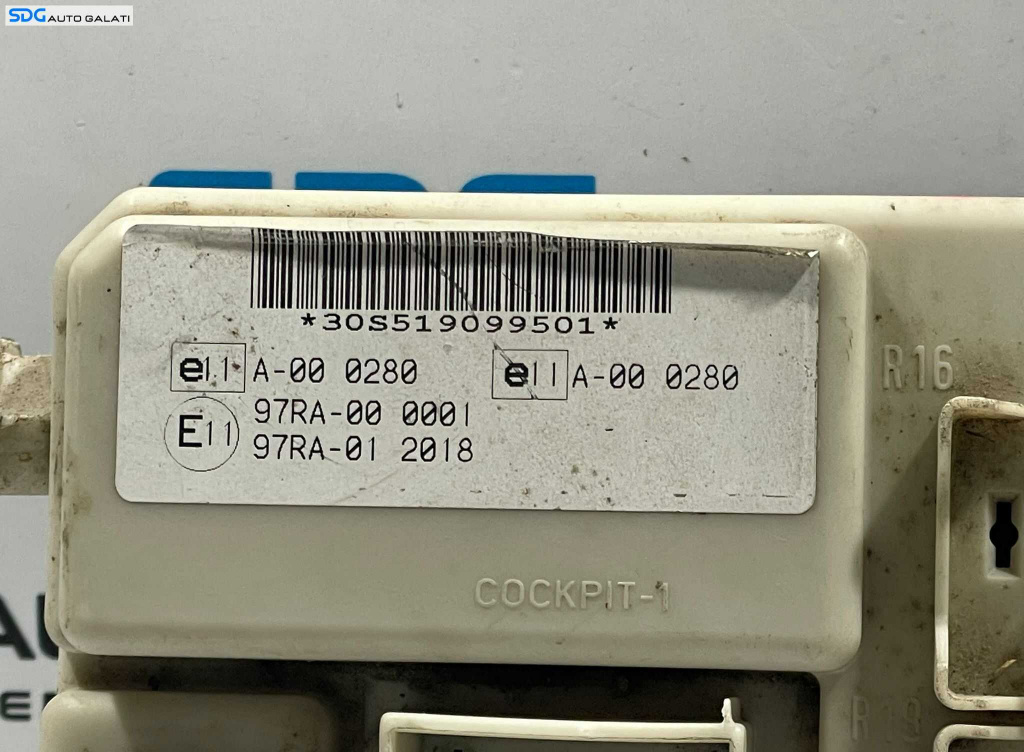 SDG AUTO GALATI
*30S519099501*
e11 A-00 0280
e11 A-00 0280
E11
97RA-00 0001
97RA-01 2018
R16
COCKPIT-1